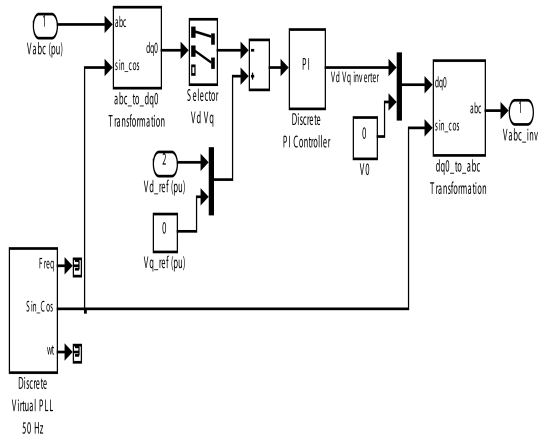 1
Vabc (pu)
abc
sin_cos
dq0
abc_to_dq0
Transformation
Selector
Vd Vq
-
+
PI
Discrete
PI Controller
Vd Vq inverter
0
V0
dq0
sin_cos
abc
dq0_to_abc
Transformation
1
Vabc_inv
2
Vd_ref (pu)
0
Vq_ref (pu)
Freq
Sin_Cos
wt
Discrete
Virtual PLL
50 Hz